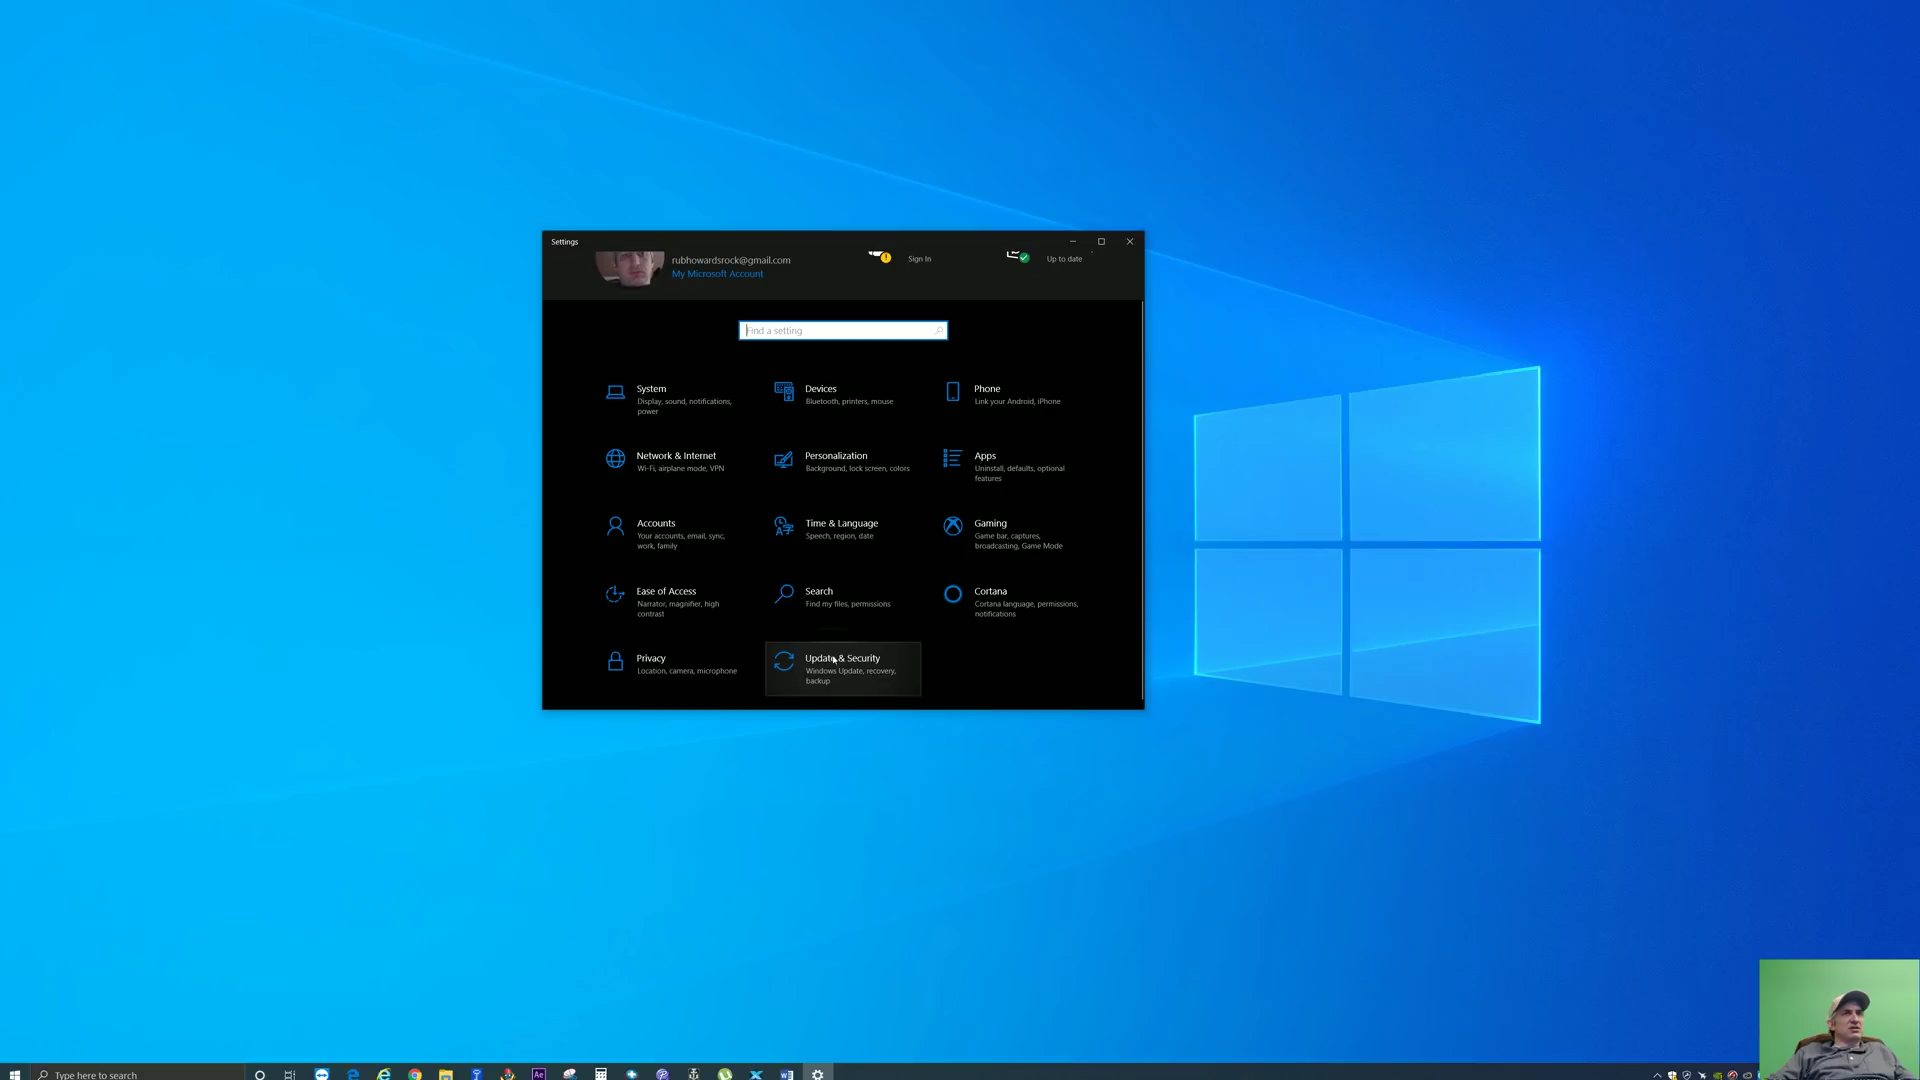 Settings
rubhowardsrock@gmail.com
My Microsoft Account
Sign In
Up to date
Find a setting
System
Display, sound, notifications,
power
Devices
Bluetooth, printers, mouse
Phone
Link your Android, iPhone
Network & Internet
Wi-Fi, airplane mode, VPN
Personalization
Background, lock screen, colors
Apps
Uninstall, defaults, optional
features
Accounts
Your accounts, email, sync,
work, family
Time & Language
Speech, region, date
Gaming
Game bar, captures,
broadcasting, Game Mode
Ease of Access
Narrator, magnifier, high
contrast
Search
Find my files, permissions
Cortana
Cortana language, permissions,
notifications
Privacy
Location, camera, microphone
Update & Security
Windows Update, recovery,
backup
Type here to search
Ae